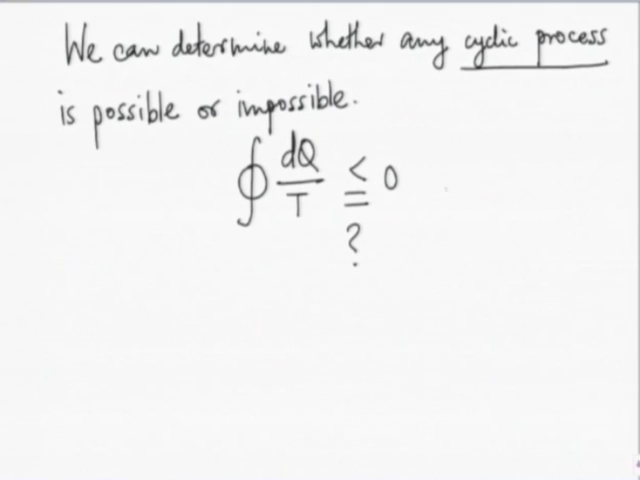 We can determine whether any cyclic process
is possible or impossible.
∮ dQ/T ≤ 0
?